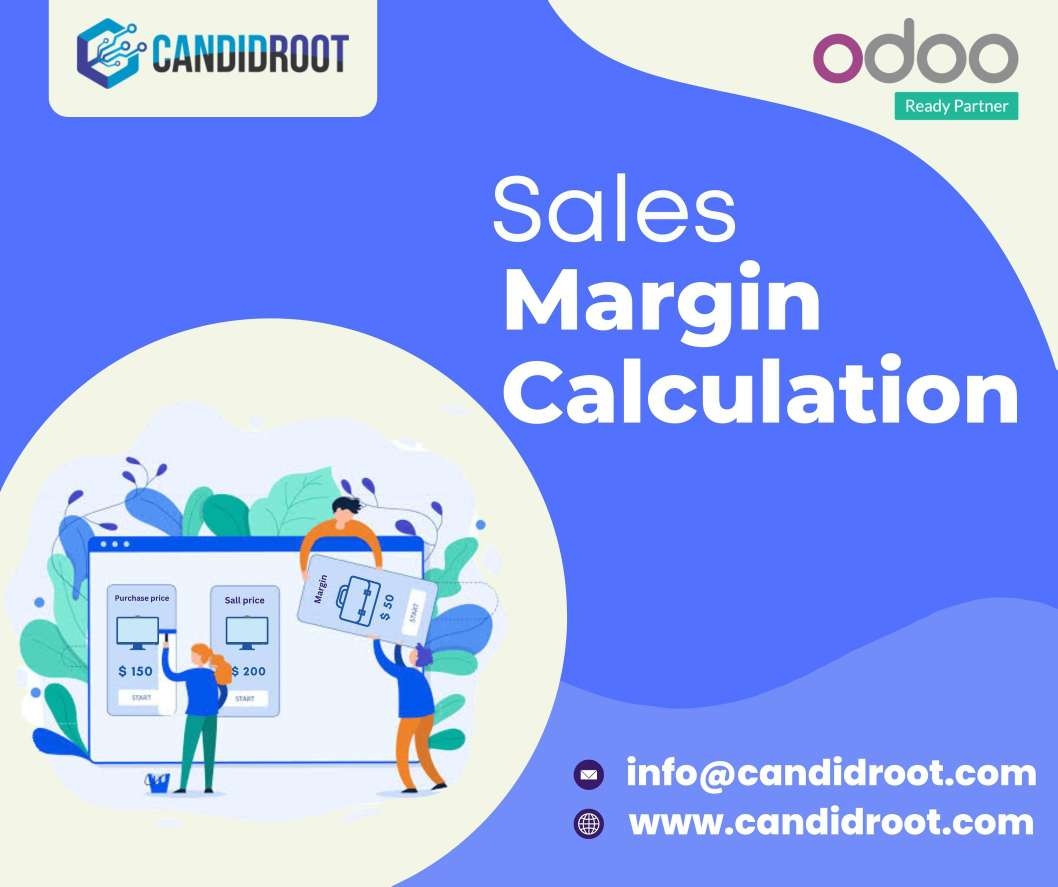 CANDIDROOT
odoo
Ready Partner
Sales
Margin
Calculation
Purchase price
$ 150
START
Sall price
$ 200
START
Margin
$ 50
START
info@candidroot.com
www.candidroot.com